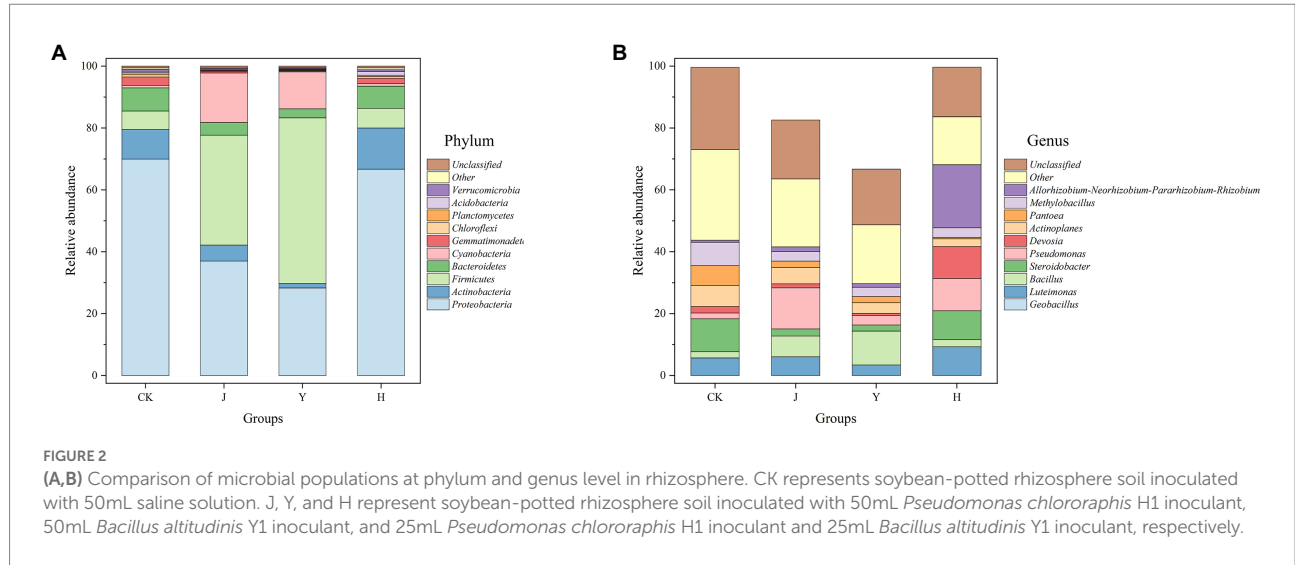 A
B
100
80
60
40
20
0
Relative abundance
CK
J
Y
H
Groups
Phylum
Unclassified
Other
Verrucomicrobia
Acidobacteria
Planctomycetes
Chloroflexi
Gemmatimonadet
Cyanobacteria
Bacteroidetes
Firmicutes
Actinobacteria
Proteobacteria
100
80
60
40
20
0
Relative abundance
CK
J
Y
H
Groups
Genus
Unclassified
Other
Allorhizobium-Neorhizobium-Pararhizobium-Rhizobium
Methylobacillus
Pantoea
Actinoplanes
Devosia
Pseudomonas
Steroidobacter
Bacillus
Luteimonas
Geobacillus
FIGURE 2
(A,B) Comparison of microbial populations at phylum and genus level in rhizosphere. CK represents soybean-potted rhizosphere soil inoculated
with 50mL saline solution. J, Y, and H represent soybean-potted rhizosphere soil inoculated with 50mL Pseudomonas chlororaphis H1 inoculant,
50mL Bacillus altitudinis Y1 inoculant, and 25mL Pseudomonas chlororaphis H1 inoculant and 25mL Bacillus altitudinis Y1 inoculant, respectively.